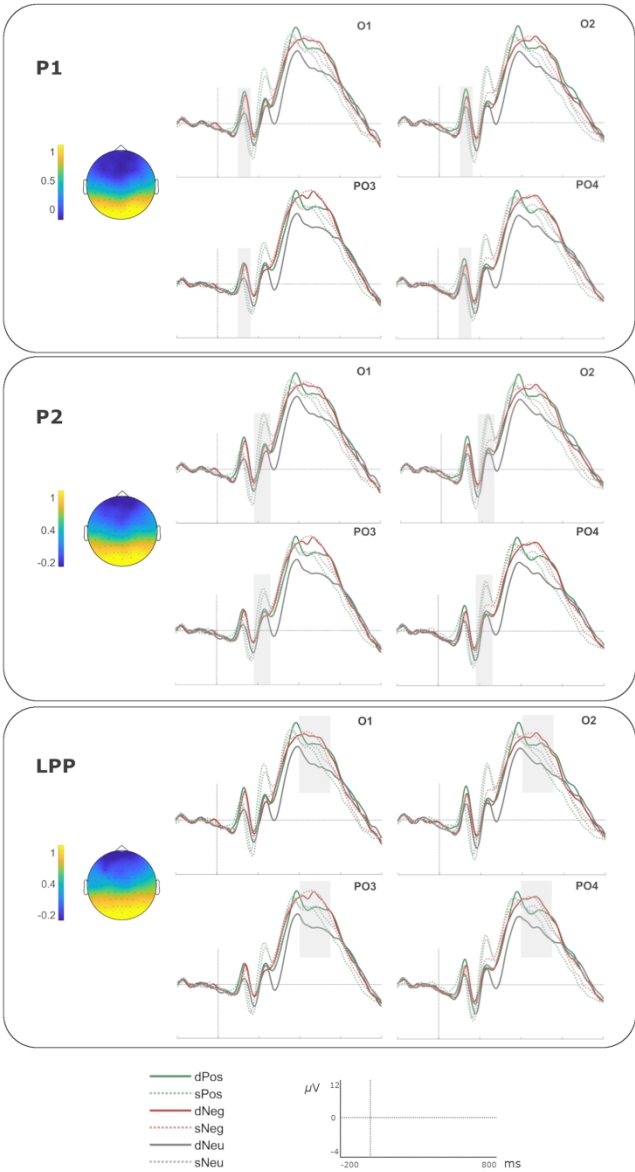 P1
O1
O2
1
0.5
0
PO3
PO4
P2
O1
O2
1
0.4
-0.2
PO3
PO4
LPP
O1
O2
1
0.4
-0.2
PO3
PO4
dPos
sPos
dNeg
sNeg
dNeu
sNeu
µV
12
0
-4
-200
800
ms